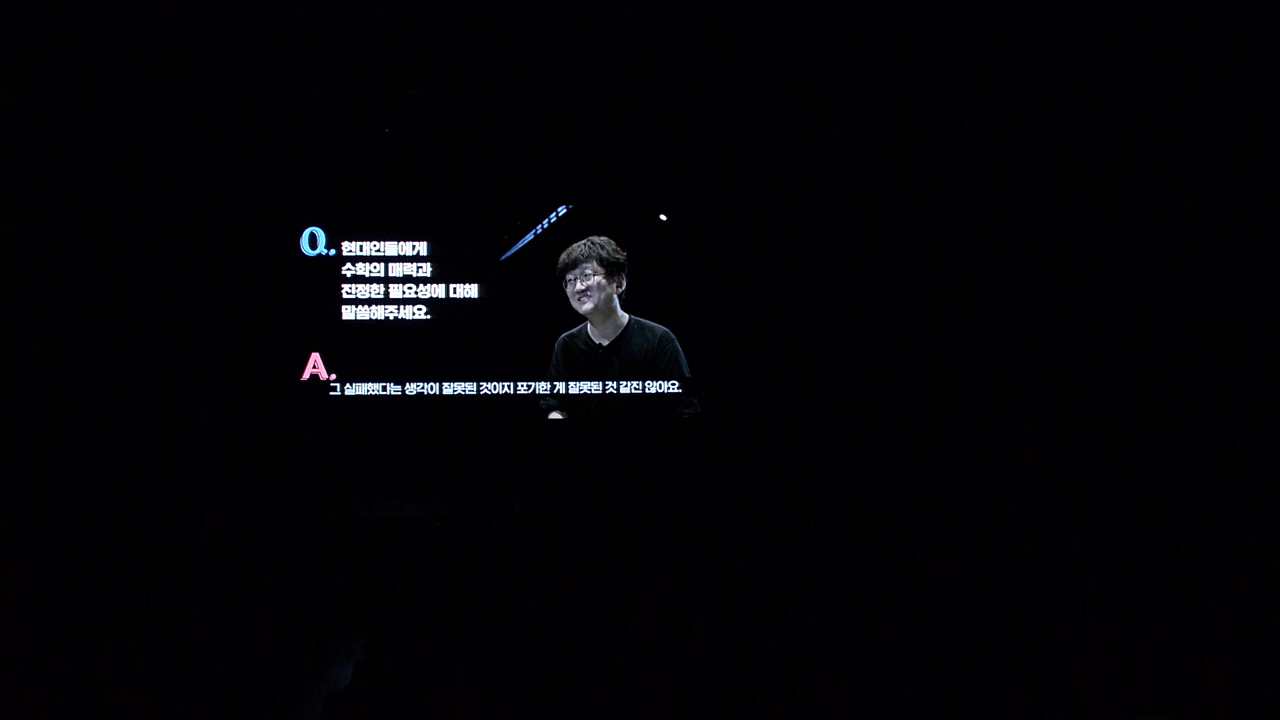 Q.
현대인들에게
수학의 매력과
진정한 필요성에 대해
말씀해주세요.
A.
그 실패했다는 생각이 잘못된 것이지 포기한 게 잘못된 것 같진 않아요.